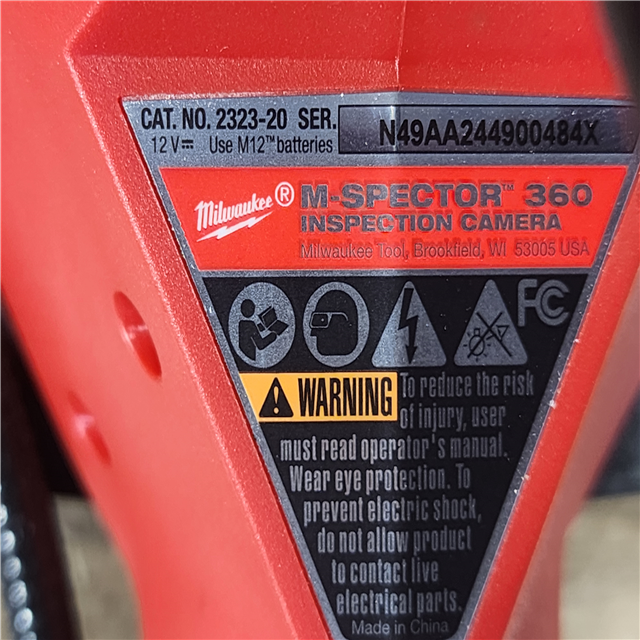 CAT. NO. 2323-20 SER. N49AA244900484X
12 V⎓ Use M12™ batteries
Milwaukee® M-SPECTOR™ 360
INSPECTION CAMERA
Milwaukee Tool, Brookfield, WI 53005 USA
FC
WARNING To reduce the risk
of injury, user
must read operator's manual.
Wear eye protection. To
prevent electric shock,
do not allow product
to contact live
electrical parts.
Made in China